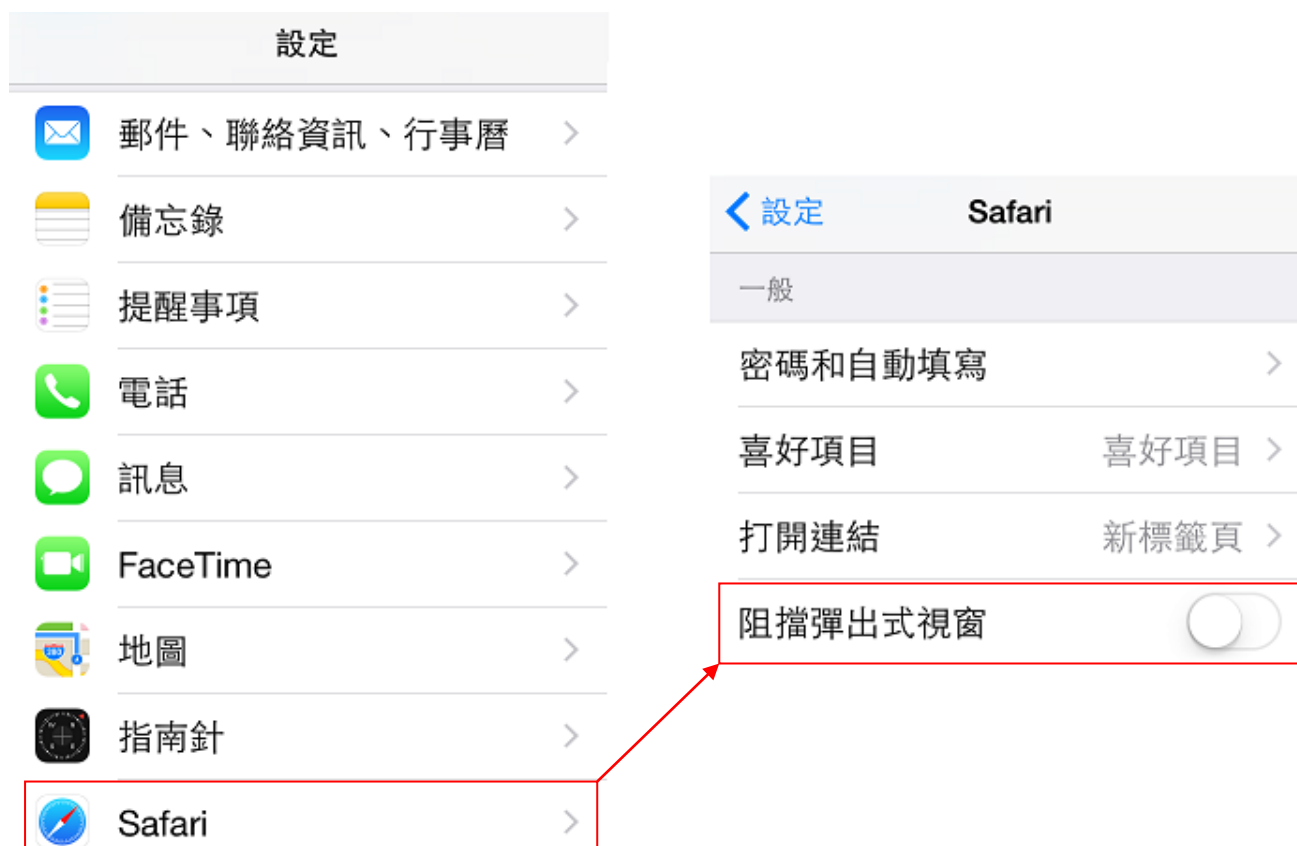 設定
郵件、聯絡資訊、行事曆
備忘錄
提醒事項
電話
訊息
FaceTime
地圖
指南針
Safari
設定 Safari
一般
密碼和自動填寫
喜好項目 喜好項目
打開連結 新標籤頁
阻擋彈出式視窗